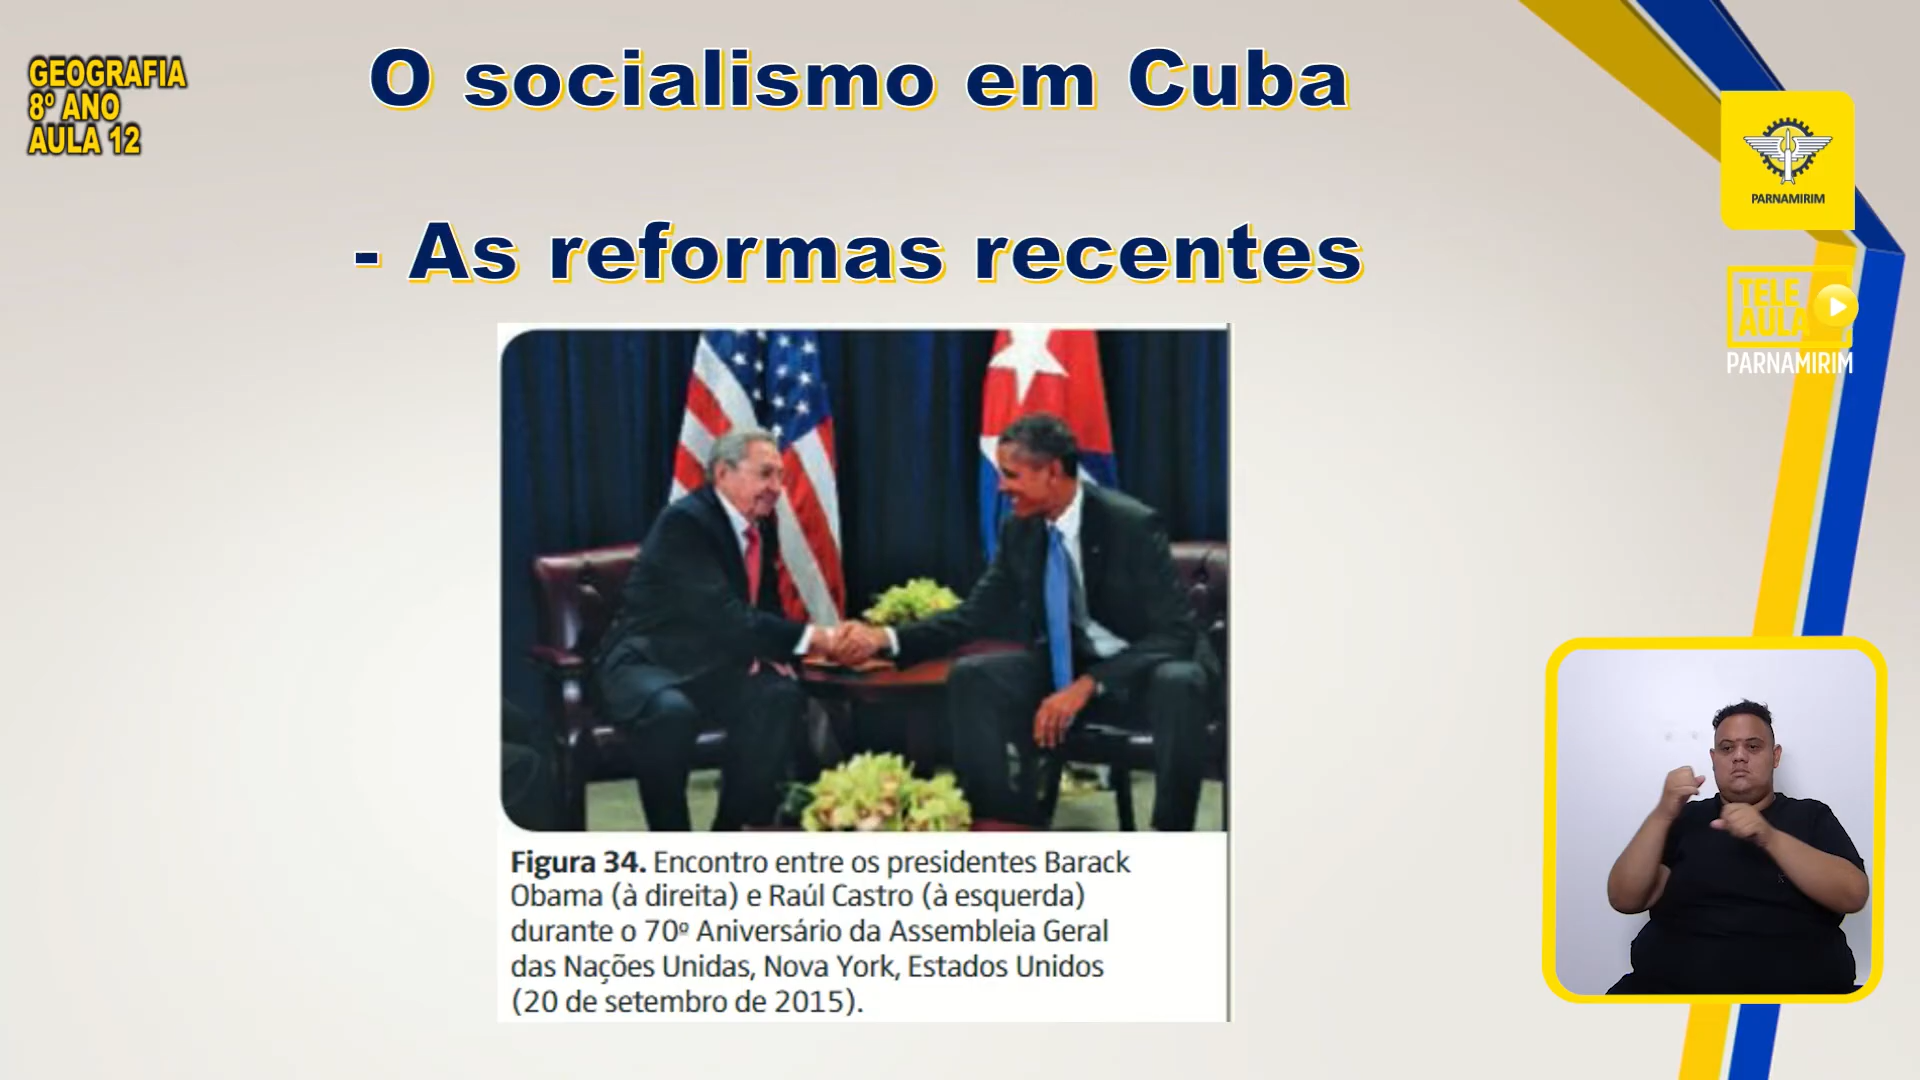 GEOGRAFIA
8º ANO
AULA 12
O socialismo em Cuba
- As reformas recentes
PARNAMIRIM
TELE
AULA
PARNAMIRIM
Figura 34. Encontro entre os presidentes Barack
Obama (à direita) e Raúl Castro (à esquerda)
durante o 70º Aniversário da Assembleia Geral
das Nações Unidas, Nova York, Estados Unidos
(20 de setembro de 2015).